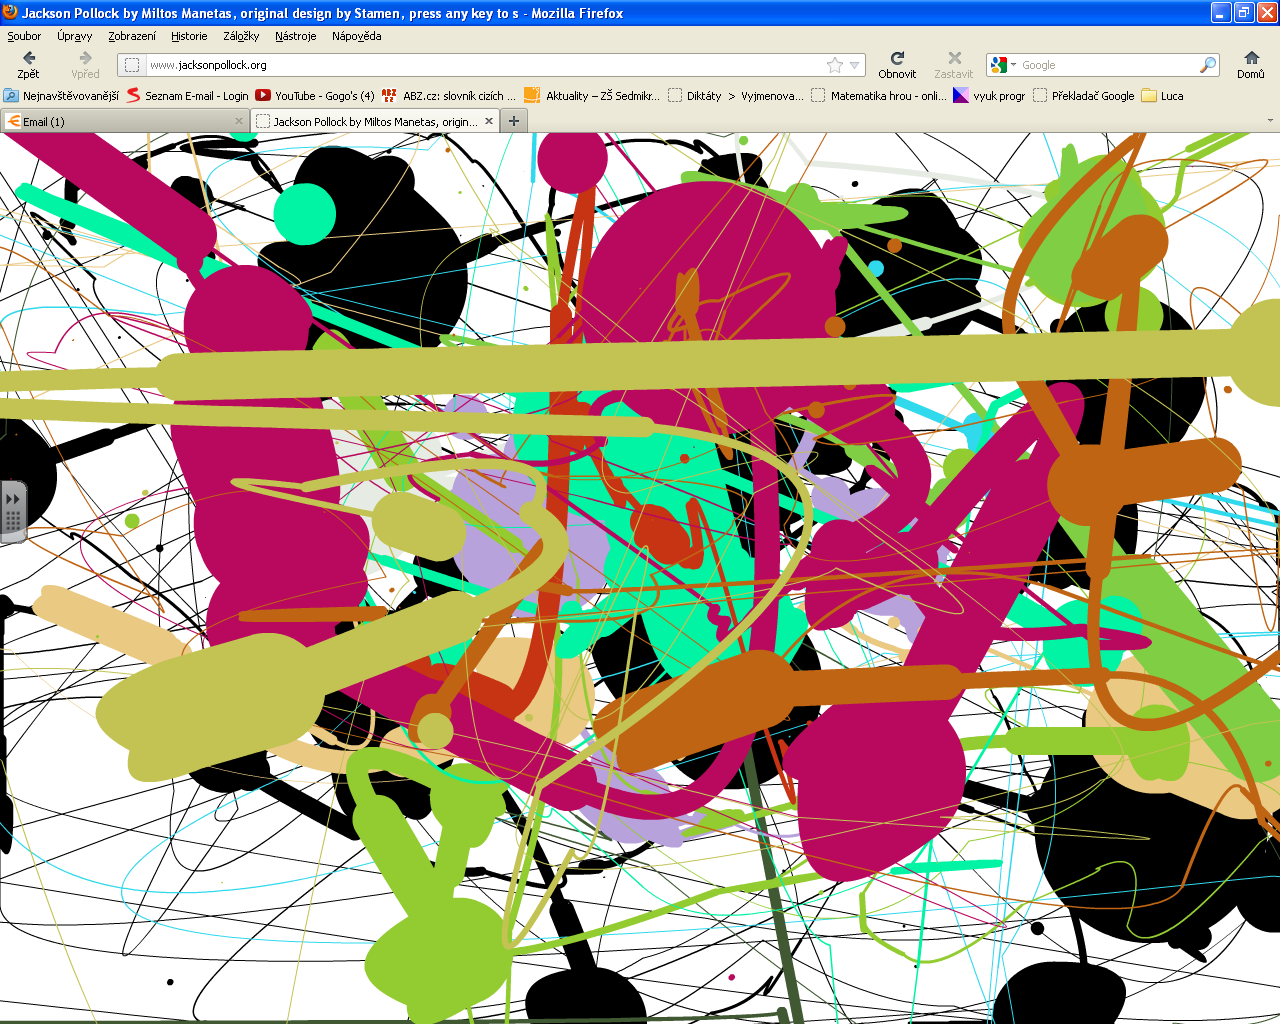 Jackson Pollock by Miltos Manetas, original design by Stamen, press any key to s - Mozilla Firefox
Soubor Úpravy Zobrazení Historie Záložky Nástroje Nápověda
Zpět Vpřed www.jacksonpollock.org Obnovit Zastavit Google Domů
Nejnavštěvovanější Seznam E-mail - Login YouTube - Gogo's (4) ABZ.cz: slovník cizích ... Aktuality – ZŠ Sedmikr... Diktáty > Vyjmenova... Matematika hrou - onli... vyuk progr Překladač Google Luca
Email (1) Jackson Pollock by Miltos Manetas, origin...